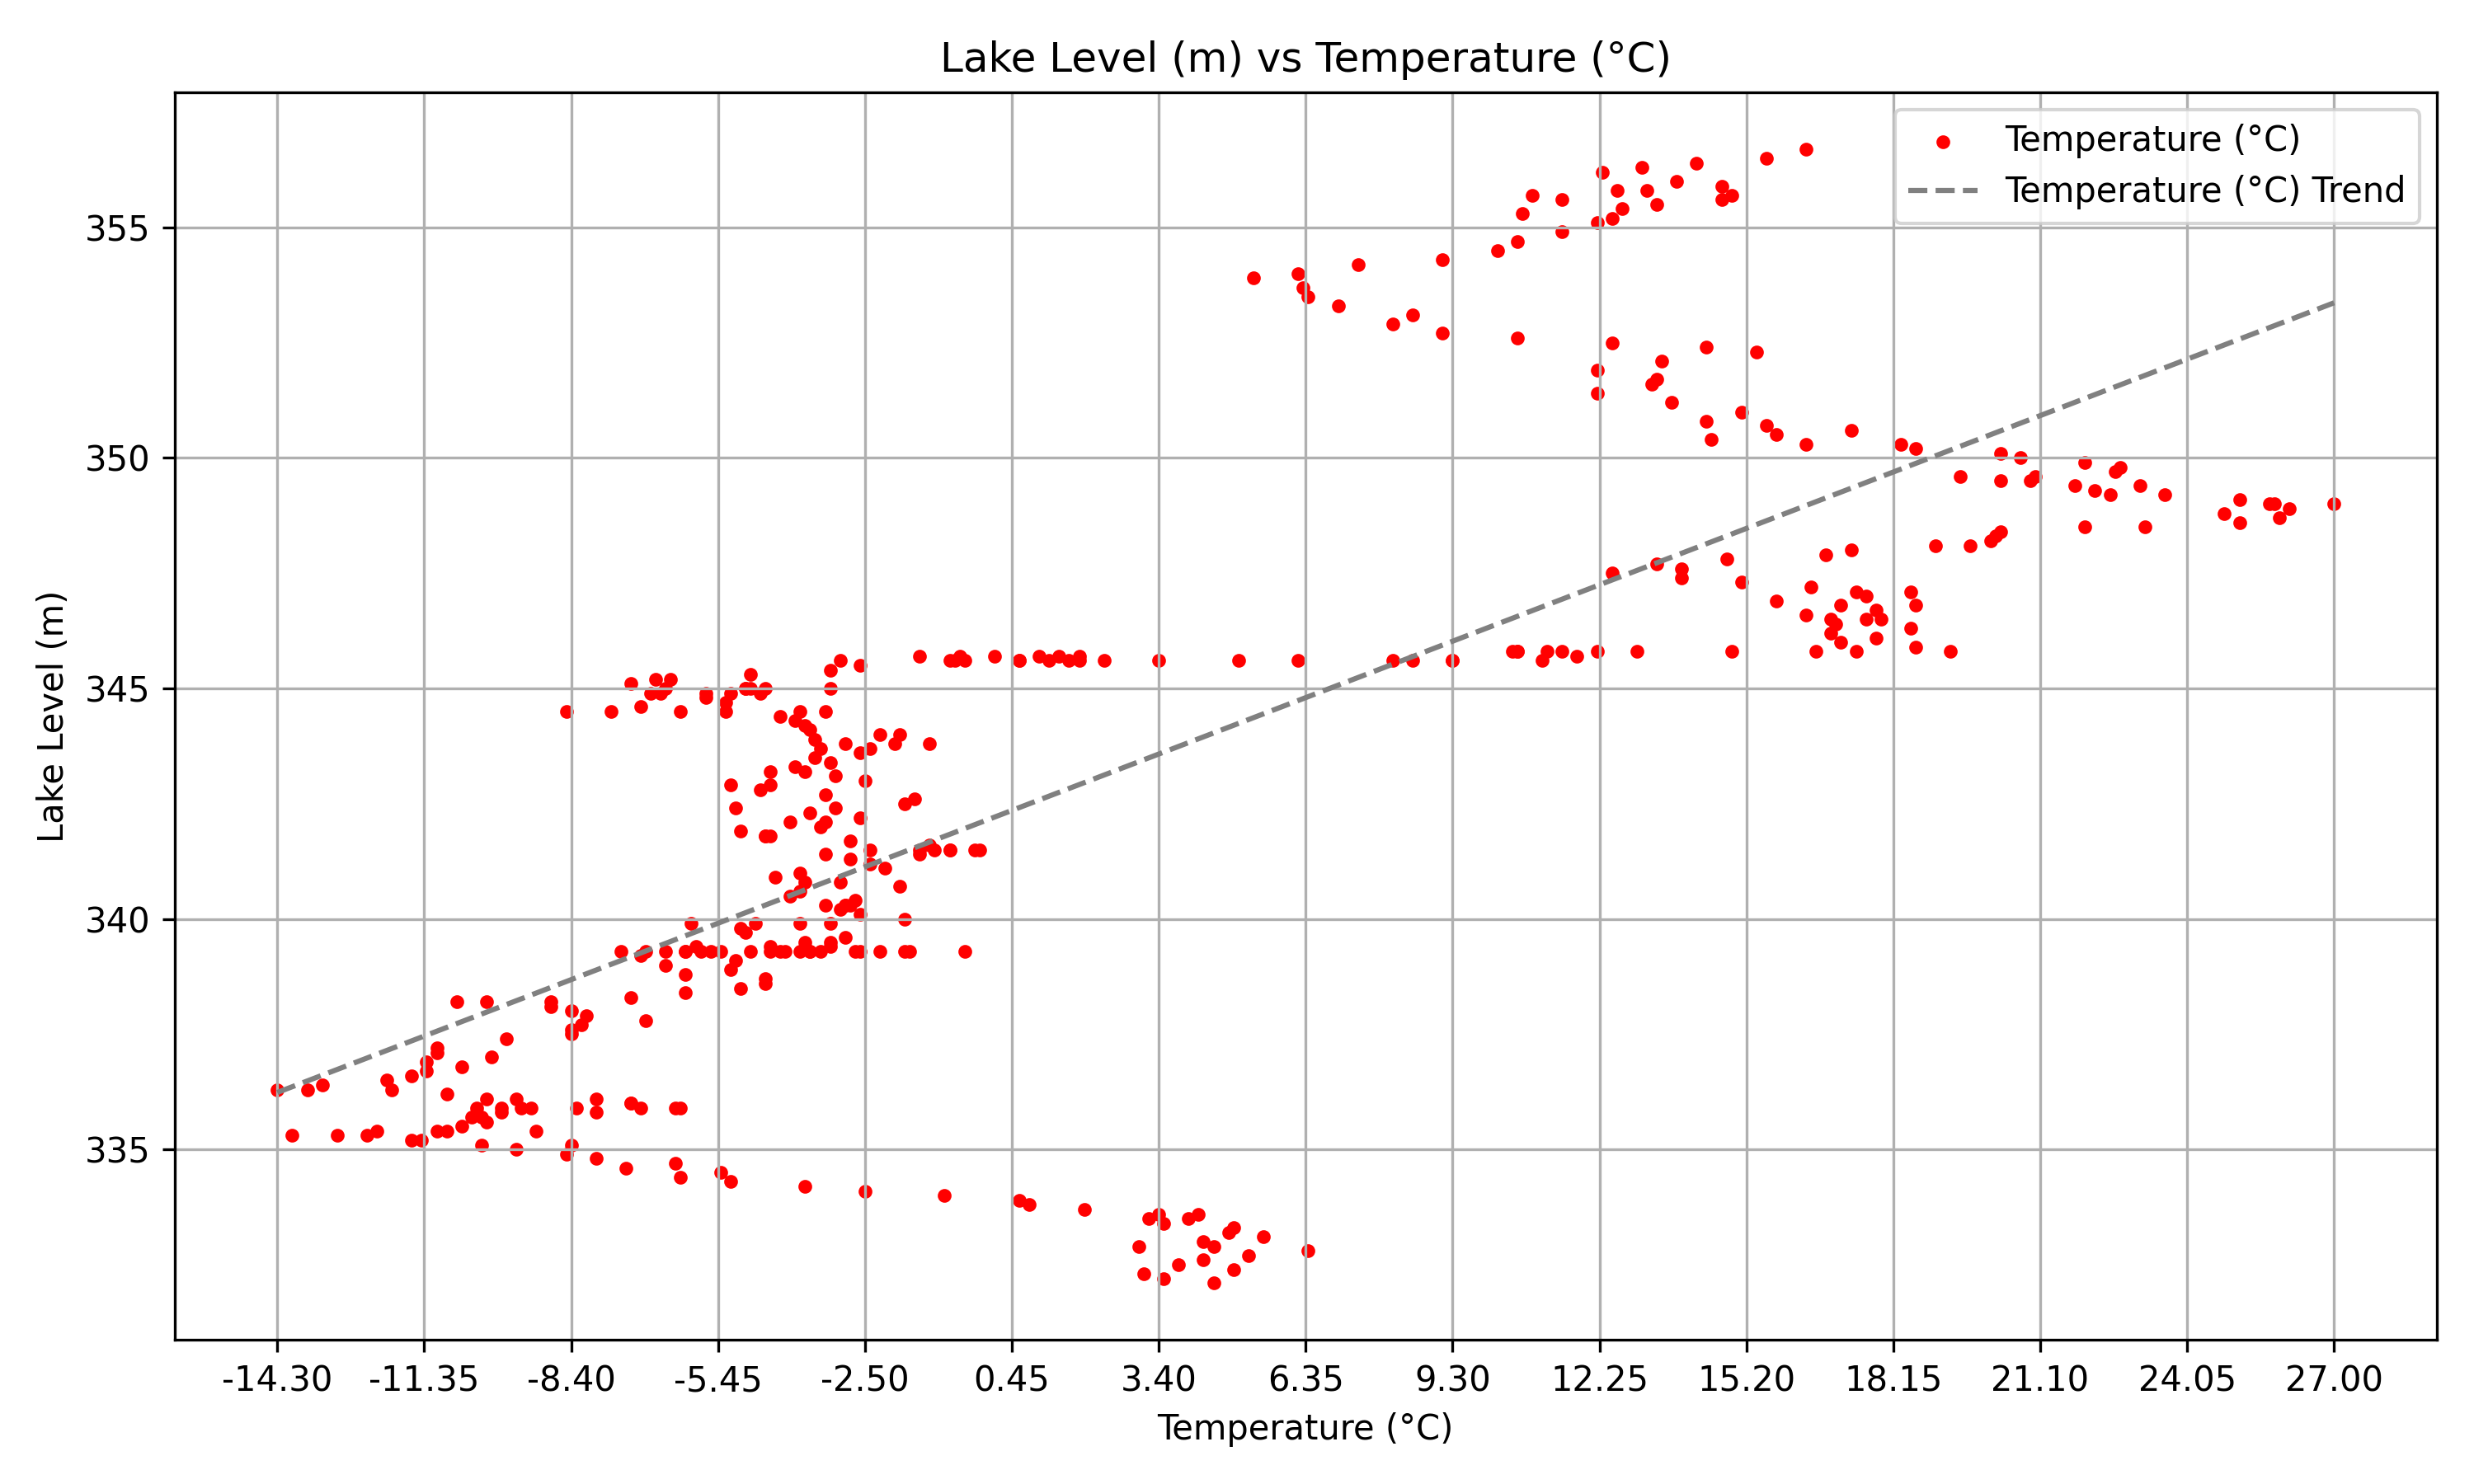 Lake Level (m) vs Temperature (°C)
Temperature (°C)
Temperature (°C) Trend
355
350
345
340
335
Lake Level (m)
-14.30 -11.35 -8.40 -5.45 -2.50 0.45 3.40 6.35 9.30 12.25 15.20 18.15 21.10 24.05 27.00
Temperature (°C)